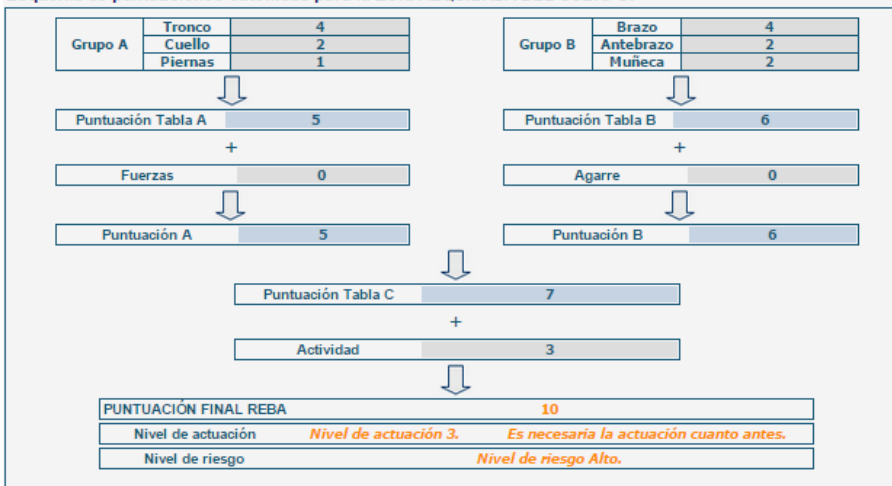 Grupo A Tronco 4 Grupo B Brazo 4
Cuello 2 Antebrazo 2
Piernas 1 Muñeca 2
Puntuación Tabla A 5 Puntuación Tabla B 6
+ +
Fuerzas 0 Agarre 0
Puntuación A 5 Puntuación B 6
Puntuación Tabla C 7
+
Actividad 3
PUNTUACIÓN FINAL REBA 10
Nivel de actuación Nivel de actuación 3. Es necesaria la actuación cuanto antes.
Nivel de riesgo Nivel de riesgo Alto.